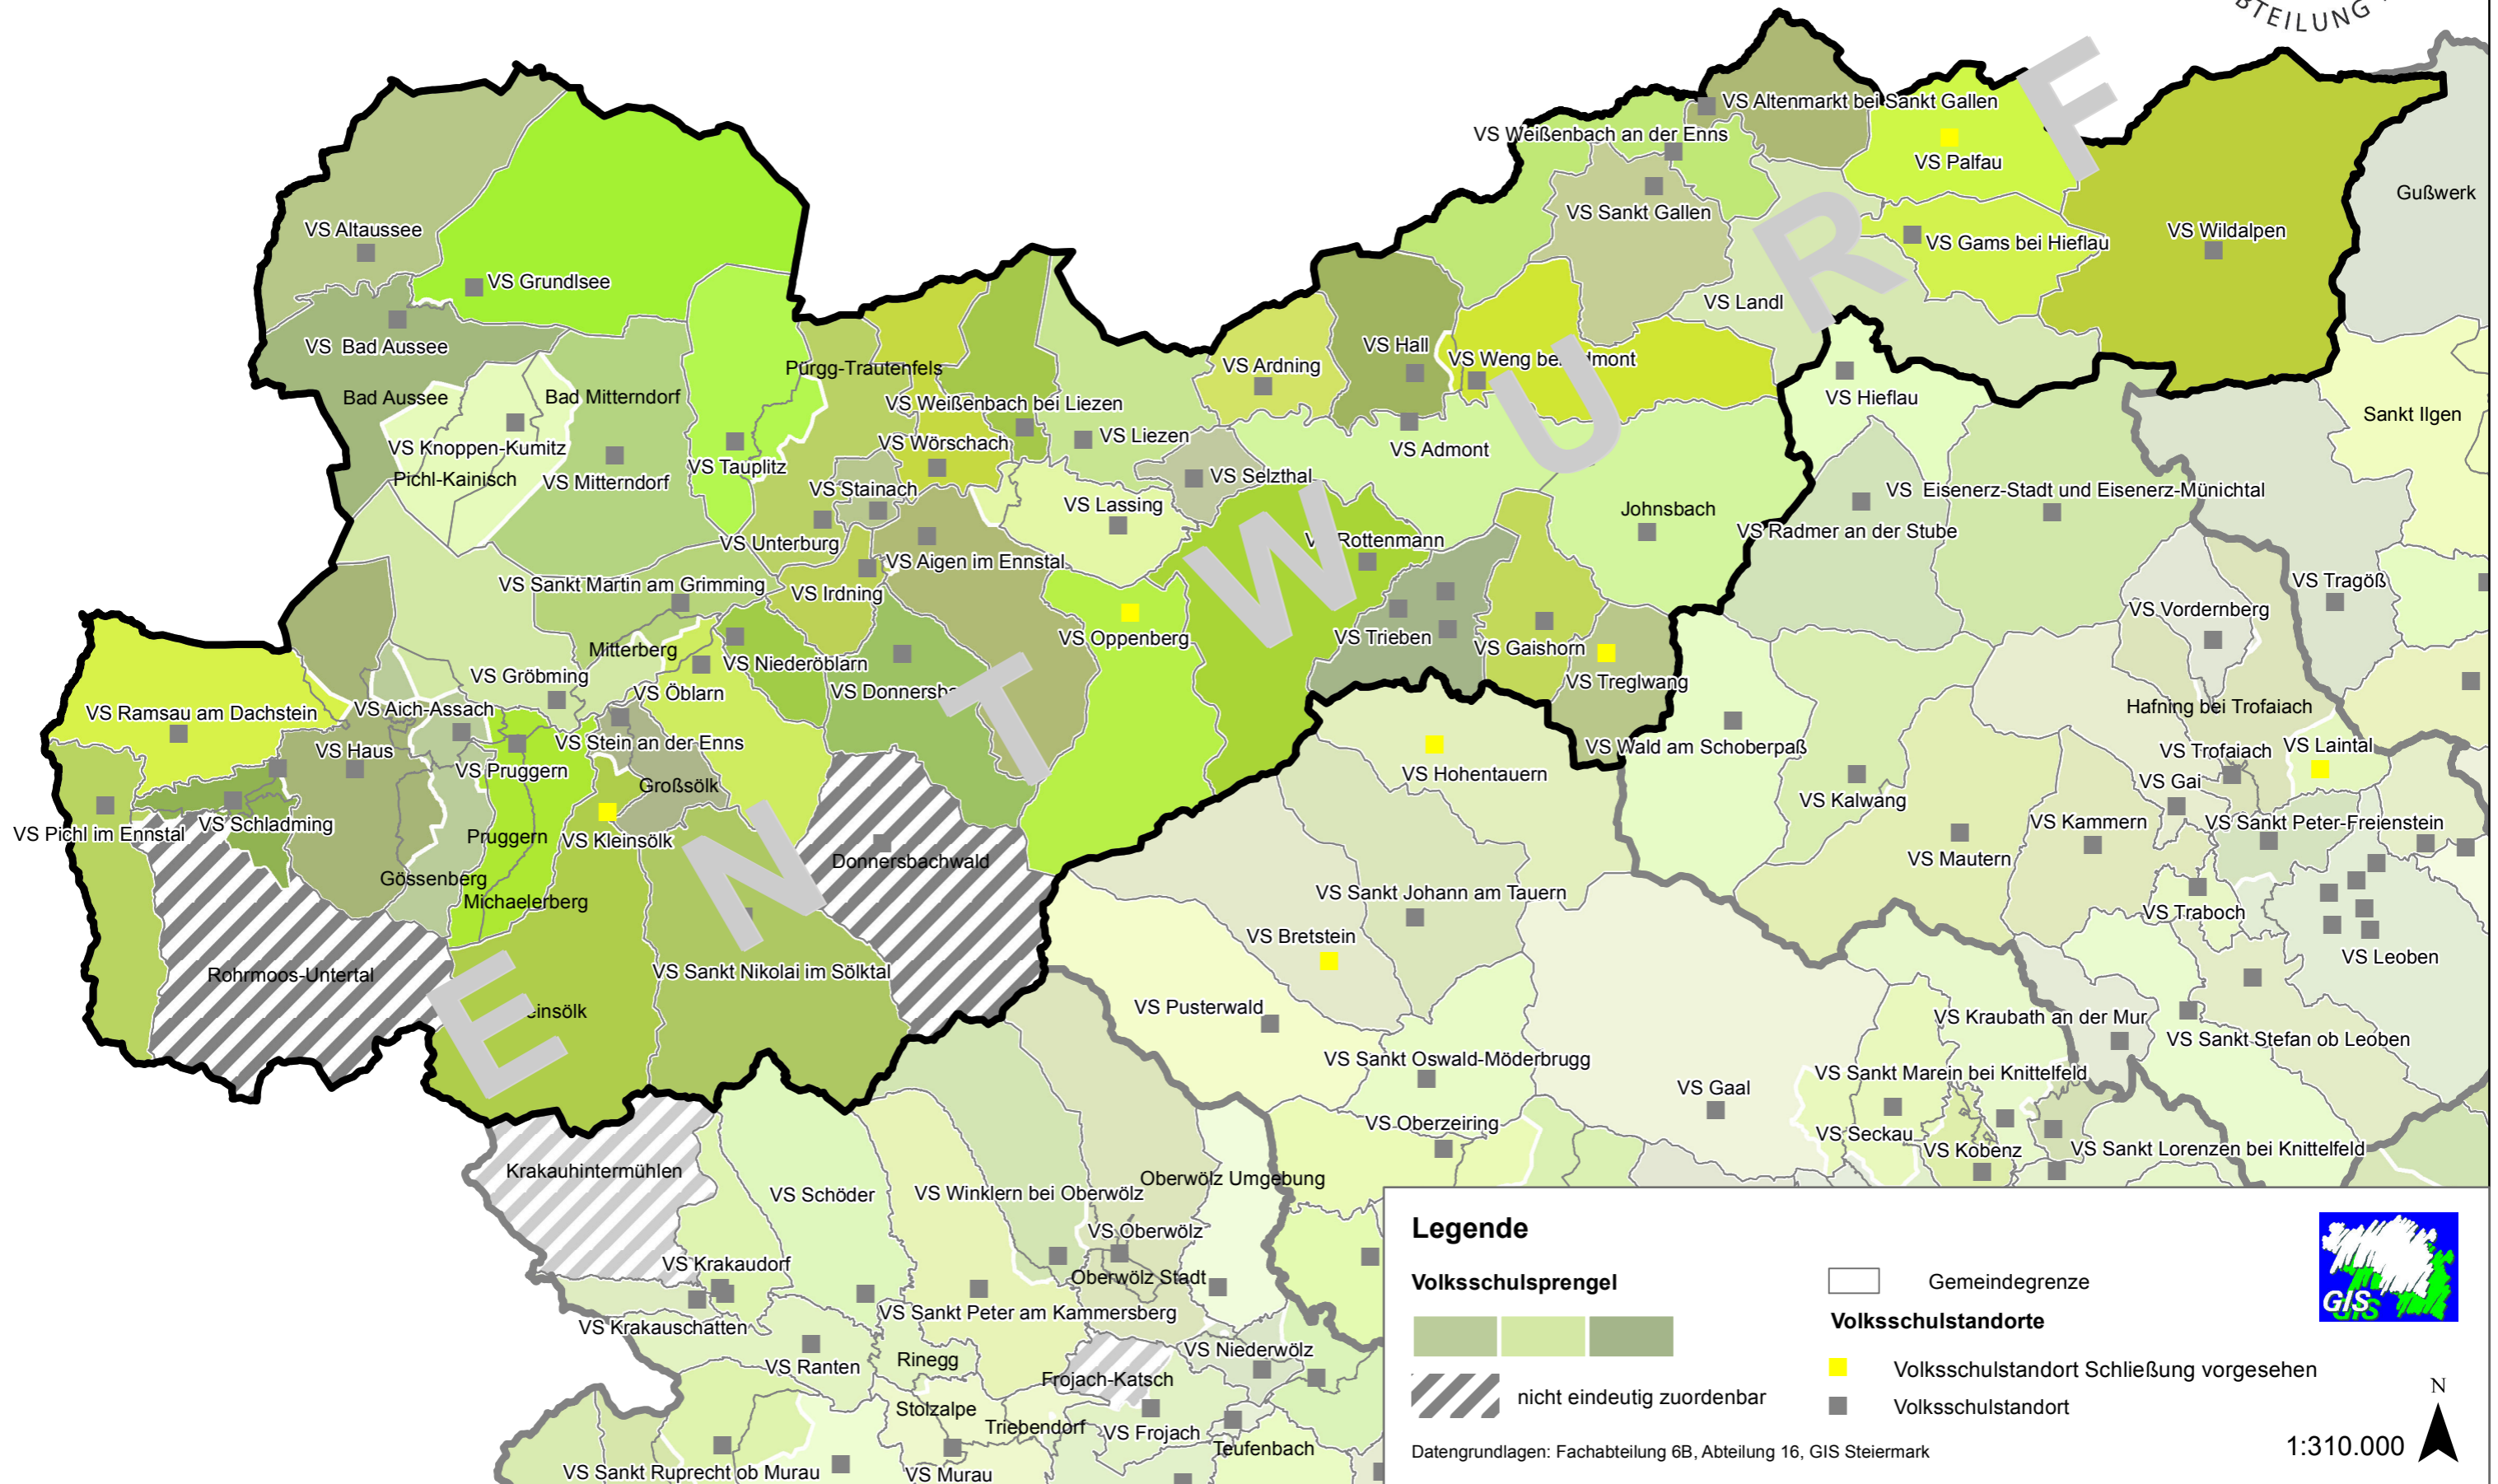 BTEILUNG
VS Altenmarkt bei Sankt Gallen
VS Weißenbach an der Enns
VS Palfau
Gußwerk
VS Sankt Gallen
VS Altaussee
VS Gams bei Hieflau
VS Wildalpen
VS Grundlsee
VS Landl
VS Bad Aussee
VS Hall
VS Weng bei Admont
VS Ardning
Pürgg-Trautenfels
Bad Aussee
Bad Mitterndorf
VS Hieflau
VS Weißenbach bei Liezen
Sankt Ilgen
VS Knoppen-Kumitz
VS Wörschach
VS Liezen
VS Admont
VS Tauplitz
Pichl-Kainisch
VS Mitterndorf
VS Stainach
VS Selzthal
VS Eisenerz-Stadt und Eisenerz-Münichtal
VS Lassing
Johnsbach
VS Radmer an der Stube
VS Unterburg
VS Rottenmann
VS Aigen im Ennstal
VS Sankt Martin am Grimming
VS Irdning
VS Tragöß
VS Vordernberg
VS Oppenberg
VS Trieben
VS Gaishorn
Mitterberg
VS Niederöblarn
VS Gröbming
VS Öblarn
VS Donnersba
VS Treglwang
VS Ramsau am Dachstein
VS Aich-Assach
Hafning bei Trofaiach
VS Haus
VS Stein an der Enns
VS Wald am Schoberpaß
VS Trofaiach
VS Laintal
VS Pruggern
VS Hohentauern
Großsölk
VS Gai
VS Kalwang
VS Pichl im Ennstal
VS Schladming
Pruggern
VS Kleinsölk
VS Kammern
VS Sankt Peter-Freienstein
Donnersbachwald
VS Mautern
Gössenberg
VS Sankt Johann am Tauern
Michaelerberg
VS Traboch
VS Bretstein
VS Leoben
Rohrmoos-Untertal
VS Sankt Nikolai im Sölktal
einsölk
VS Pusterwald
VS Kraubath an der Mur
VS Sankt Stefan ob Leoben
VS Sankt Oswald-Möderbrugg
VS Gaal
VS Sankt Marein bei Knittelfeld
VS Oberzeiring
VS Seckau
VS Kobenz
VS Sankt Lorenzen bei Knittelfeld
Krakauhintermühlen
Oberwölz Umgebung
VS Schöder
VS Winklern bei Oberwölz
VS Oberwölz
VS Krakaudorf
Oberwölz Stadt
VS Sankt Peter am Kammersberg
VS Krakauschatten
VS Niederwölz
VS Ranten
Rinegg
Frojach-Katsch
Stolzalpe
Triebendorf
VS Frojach
Teufenbach
VS Sankt Ruprecht ob Murau
VS Murau
ENTWURF
Legende
Volksschulsprengel
nicht eindeutig zuordenbar
Gemeindegrenze
Volksschulstandorte
Volksschulstandort Schließung vorgesehen
Volksschulstandort
Datengrundlagen: Fachabteilung 6B, Abteilung 16, GIS Steiermark
GIS
GIS
N
1:310.000